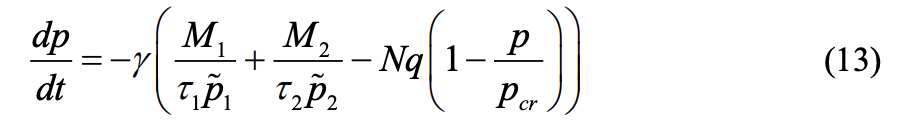 dp/dt = −γ(M₁/(τ₁p̃₁) + M₂/(τ₂p̃₂) − Nq(1 − p/p_cr)) (13)